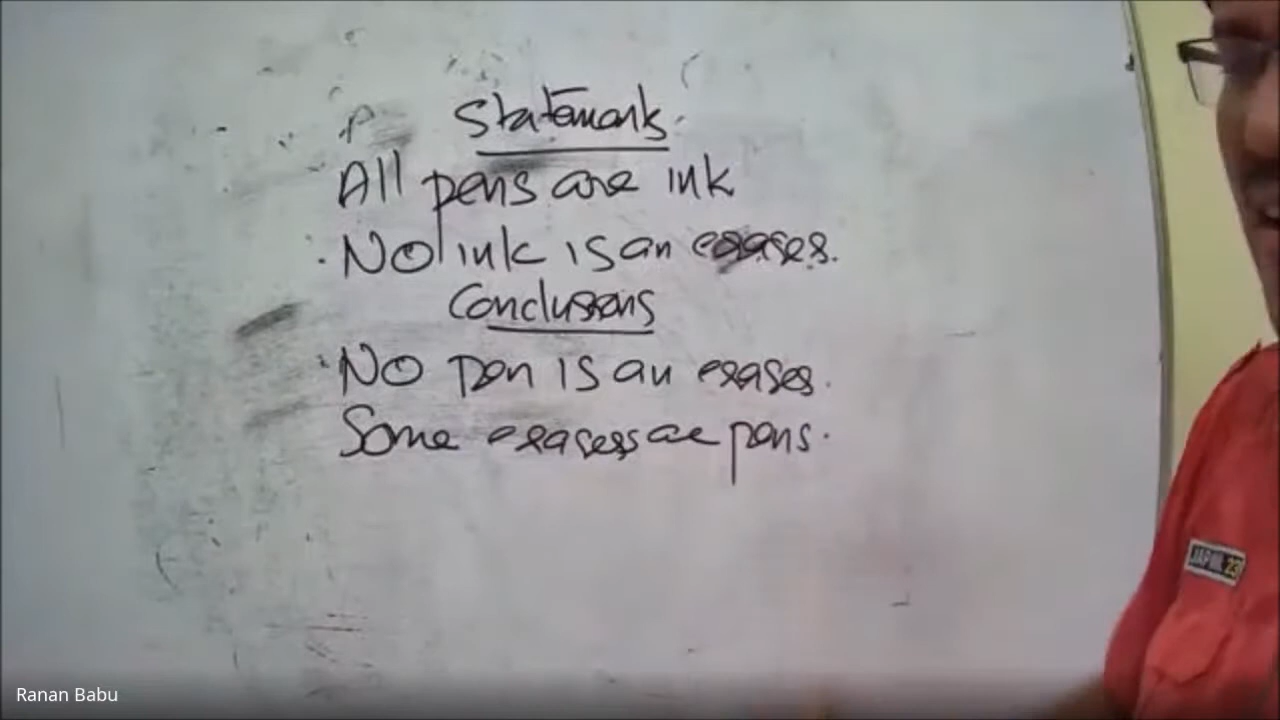 Statements.
All pens are ink
No ink is an erases.
Conclusions
No pen is an erases.
Some erasess are pens.
Ranan Babu